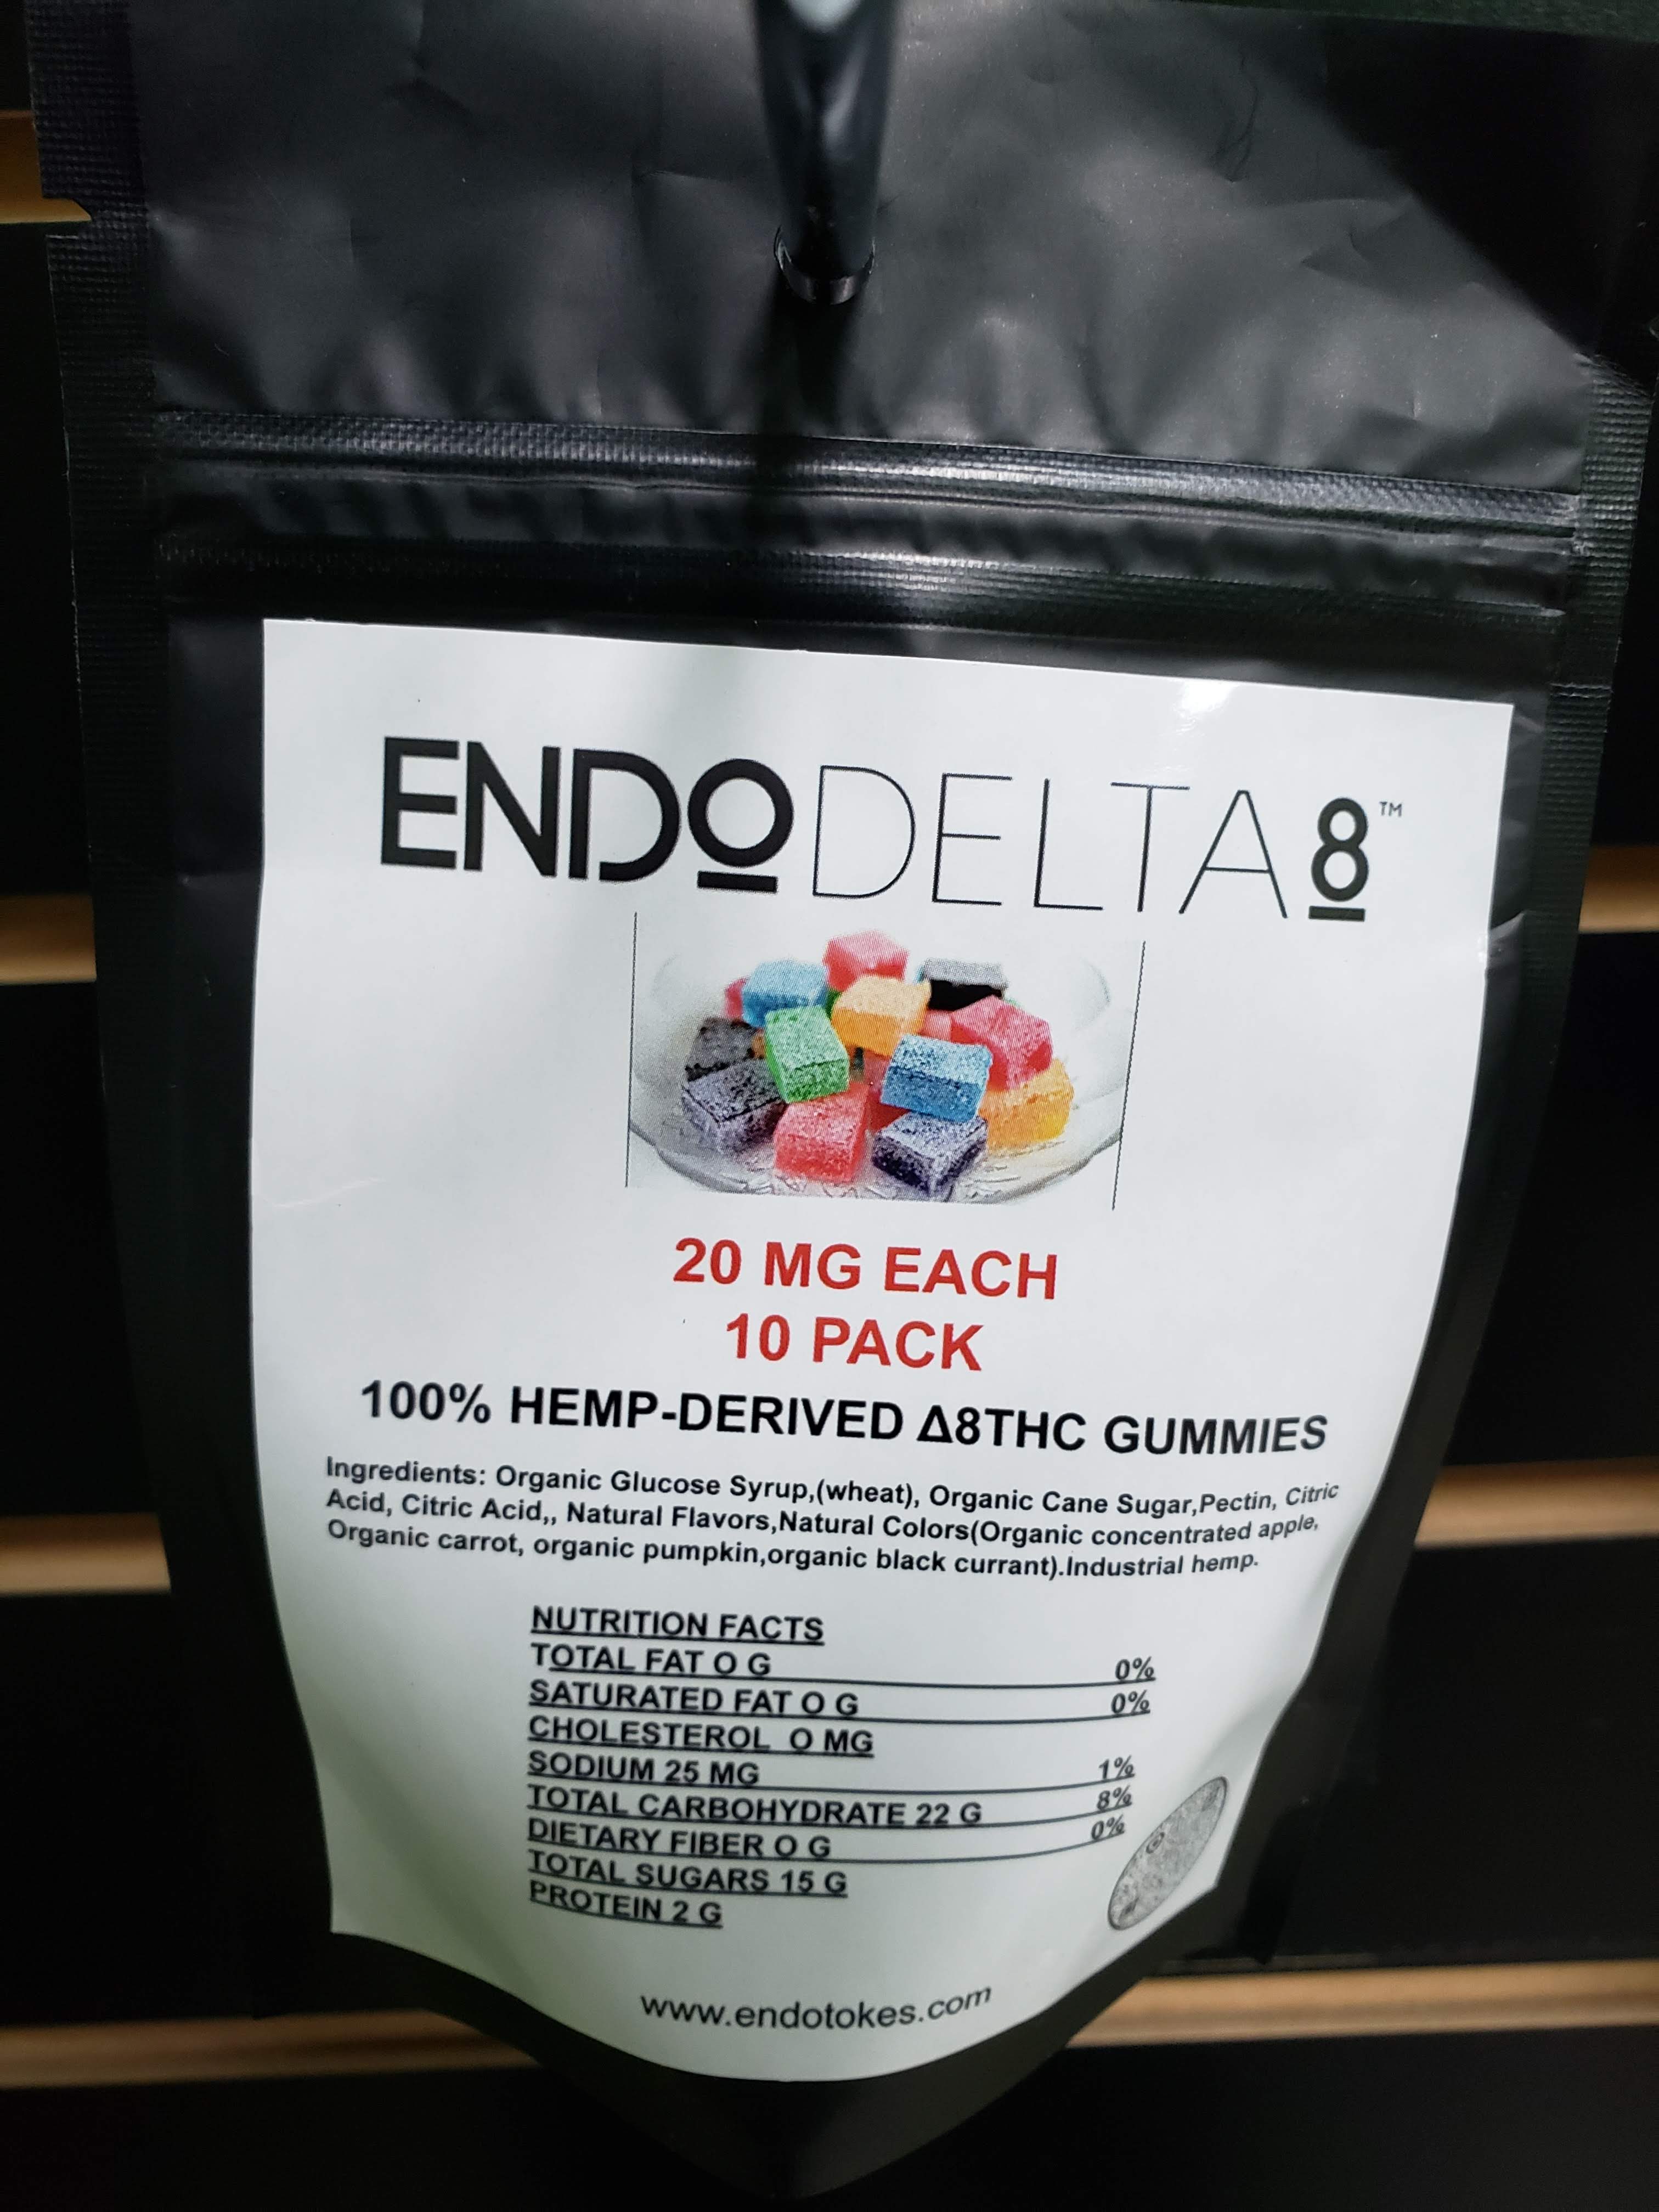 ENDODELTA8™
20 MG EACH
10 PACK
100% HEMP-DERIVED Δ8THC GUMMIES
Ingredients: Organic Glucose Syrup,(wheat), Organic Cane Sugar,Pectin, Citric
Acid, Citric Acid,, Natural Flavors,Natural Colors(Organic concentrated apple,
Organic carrot, organic pumpkin,organic black currant).Industrial hemp.
NUTRITION FACTS
TOTAL FAT O G 0%
SATURATED FAT O G 0%
CHOLESTEROL O MG
SODIUM 25 MG 1%
TOTAL CARBOHYDRATE 22 G 8%
DIETARY FIBER O G 0%
TOTAL SUGARS 15 G
PROTEIN 2 G
www.endotokes.com